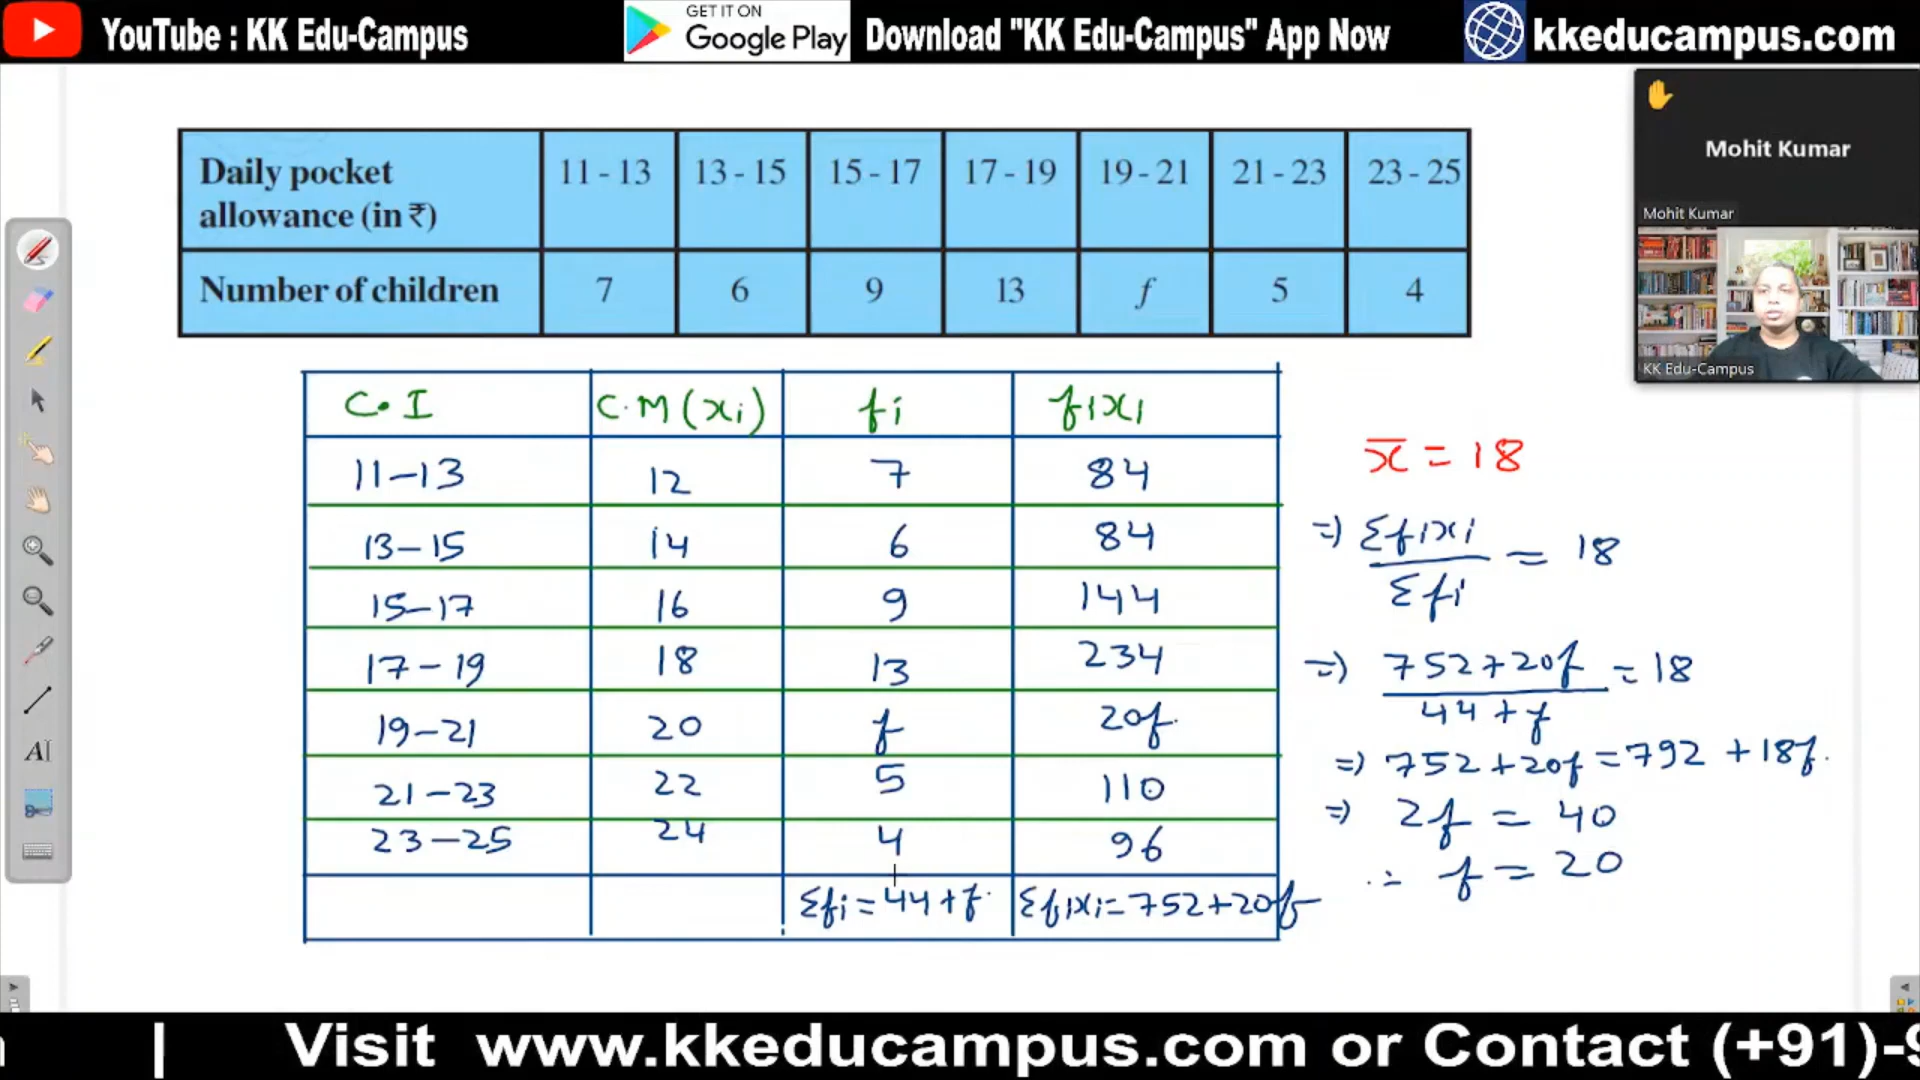 YouTube : KK Edu-Campus
GET IT ON
Google Play
Download "KK Edu-Campus" App Now
kkeducampus.com
Mohit Kumar
Mohit Kumar
KK Edu-Campus
Daily pocket allowance (in ₹) 11 - 13 13 - 15 15 - 17 17 - 19 19 - 21 21 - 23 23 - 25
Number of children 7 6 9 13 f 5 4
C.I C.M (xi) fi fixi
11-13 12 7 84
13-15 14 6 84
15-17 16 9 144
17-19 18 13 234
19-21 20 f 20f
21-23 22 5 110
23-25 24 4 96
Σfi = 44+f Σfixi = 752+20f
x̄ = 18
=) Σfixi / Σfi = 18
=) 752+20f / 44+f = 18
=) 752+20f = 792 + 18f.
=) 2f = 40
∴ f = 20
AI
| Visit www.kkeducampus.com or Contact (+91)-9